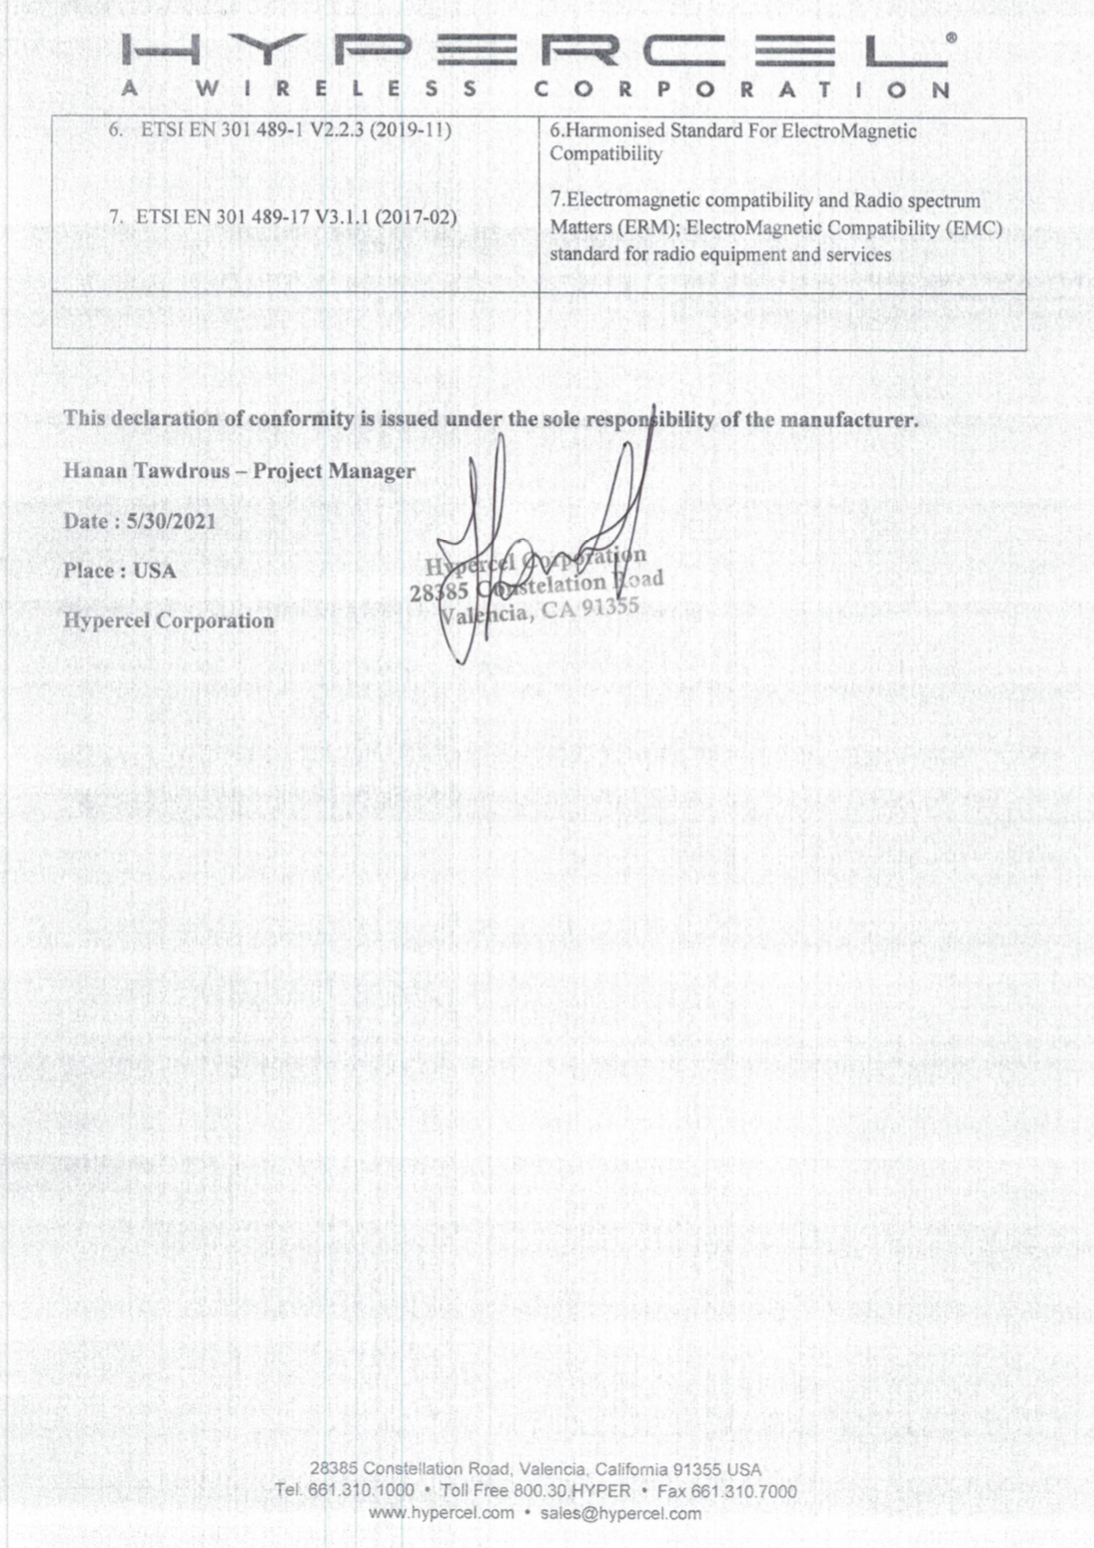 HYPERCEL®
A WIRELESS CORPORATION
6. ETSI EN 301 489-1 V2.2.3 (2019-11)
6.Harmonised Standard For ElectroMagnetic
Compatibility
7. ETSI EN 301 489-17 V3.1.1 (2017-02)
7.Electromagnetic compatibility and Radio spectrum
Matters (ERM); ElectroMagnetic Compatibility (EMC)
standard for radio equipment and services
This declaration of conformity is issued under the sole responsibility of the manufacturer.
Hanan Tawdrous – Project Manager
Date : 5/30/2021
Place : USA
Hypercel Corporation
Hypercel Corporation
28385 Constelation Road
Valencia, CA 91355
28385 Constellation Road, Valencia, California 91355 USA
Tel. 661.310.1000 • Toll Free 800.30.HYPER • Fax 661.310.7000
www.hypercel.com • sales@hypercel.com